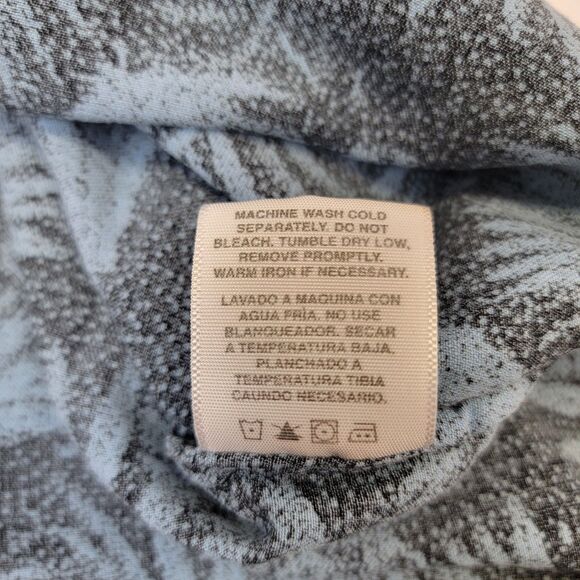 MACHINE WASH COLD
SEPARATELY. DO NOT
BLEACH. TUMBLE DRY LOW,
REMOVE PROMPTLY.
WARM IRON IF NECESSARY.
LAVADO A MAQUINA CON
AGUA FRÍA. NO USE
BLANQUEADOR. SECAR
A TEMPERATURA BAJA.
PLANCHADO A
TEMPERATURA TIBIA
CAUNDO NECESARIO.